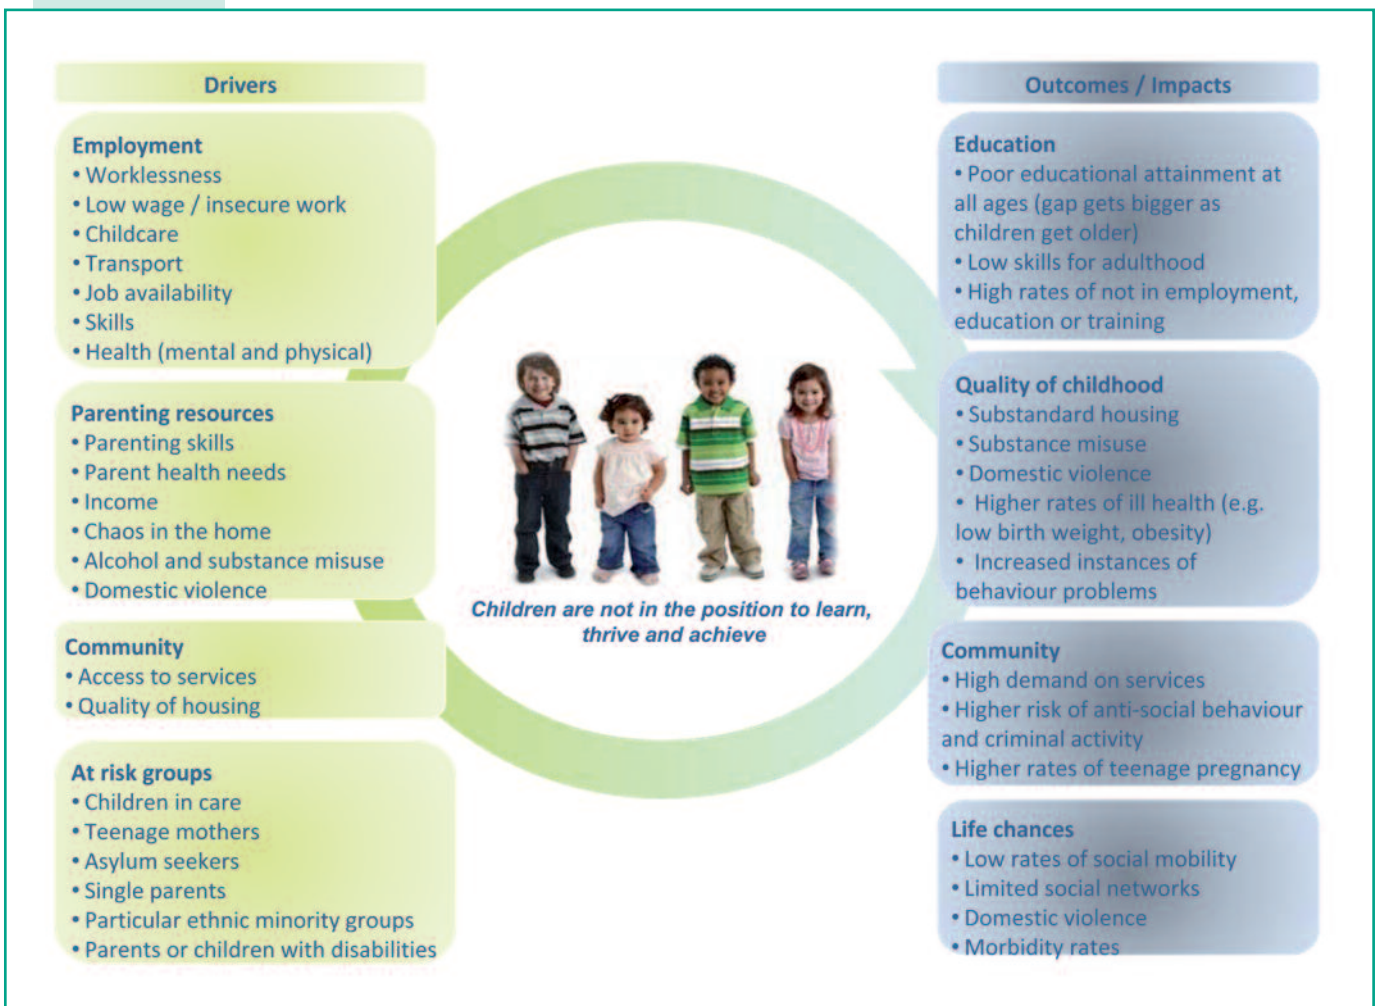 Drivers
Employment
• Worklessness
• Low wage / insecure work
• Childcare
• Transport
• Job availability
• Skills
• Health (mental and physical)
Parenting resources
• Parenting skills
• Parent health needs
• Income
• Chaos in the home
• Alcohol and substance misuse
• Domestic violence
Community
• Access to services
• Quality of housing
At risk groups
• Children in care
• Teenage mothers
• Asylum seekers
• Single parents
• Particular ethnic minority groups
• Parents or children with disabilities
Children are not in the position to learn,
thrive and achieve
Outcomes / Impacts
Education
• Poor educational attainment at
all ages (gap gets bigger as
children get older)
• Low skills for adulthood
• High rates of not in employment,
education or training
Quality of childhood
• Substandard housing
• Substance misuse
• Domestic violence
• Higher rates of ill health (e.g.
low birth weight, obesity)
• Increased instances of
behaviour problems
Community
• High demand on services
• Higher risk of anti-social behaviour
and criminal activity
• Higher rates of teenage pregnancy
Life chances
• Low rates of social mobility
• Limited social networks
• Domestic violence
• Morbidity rates